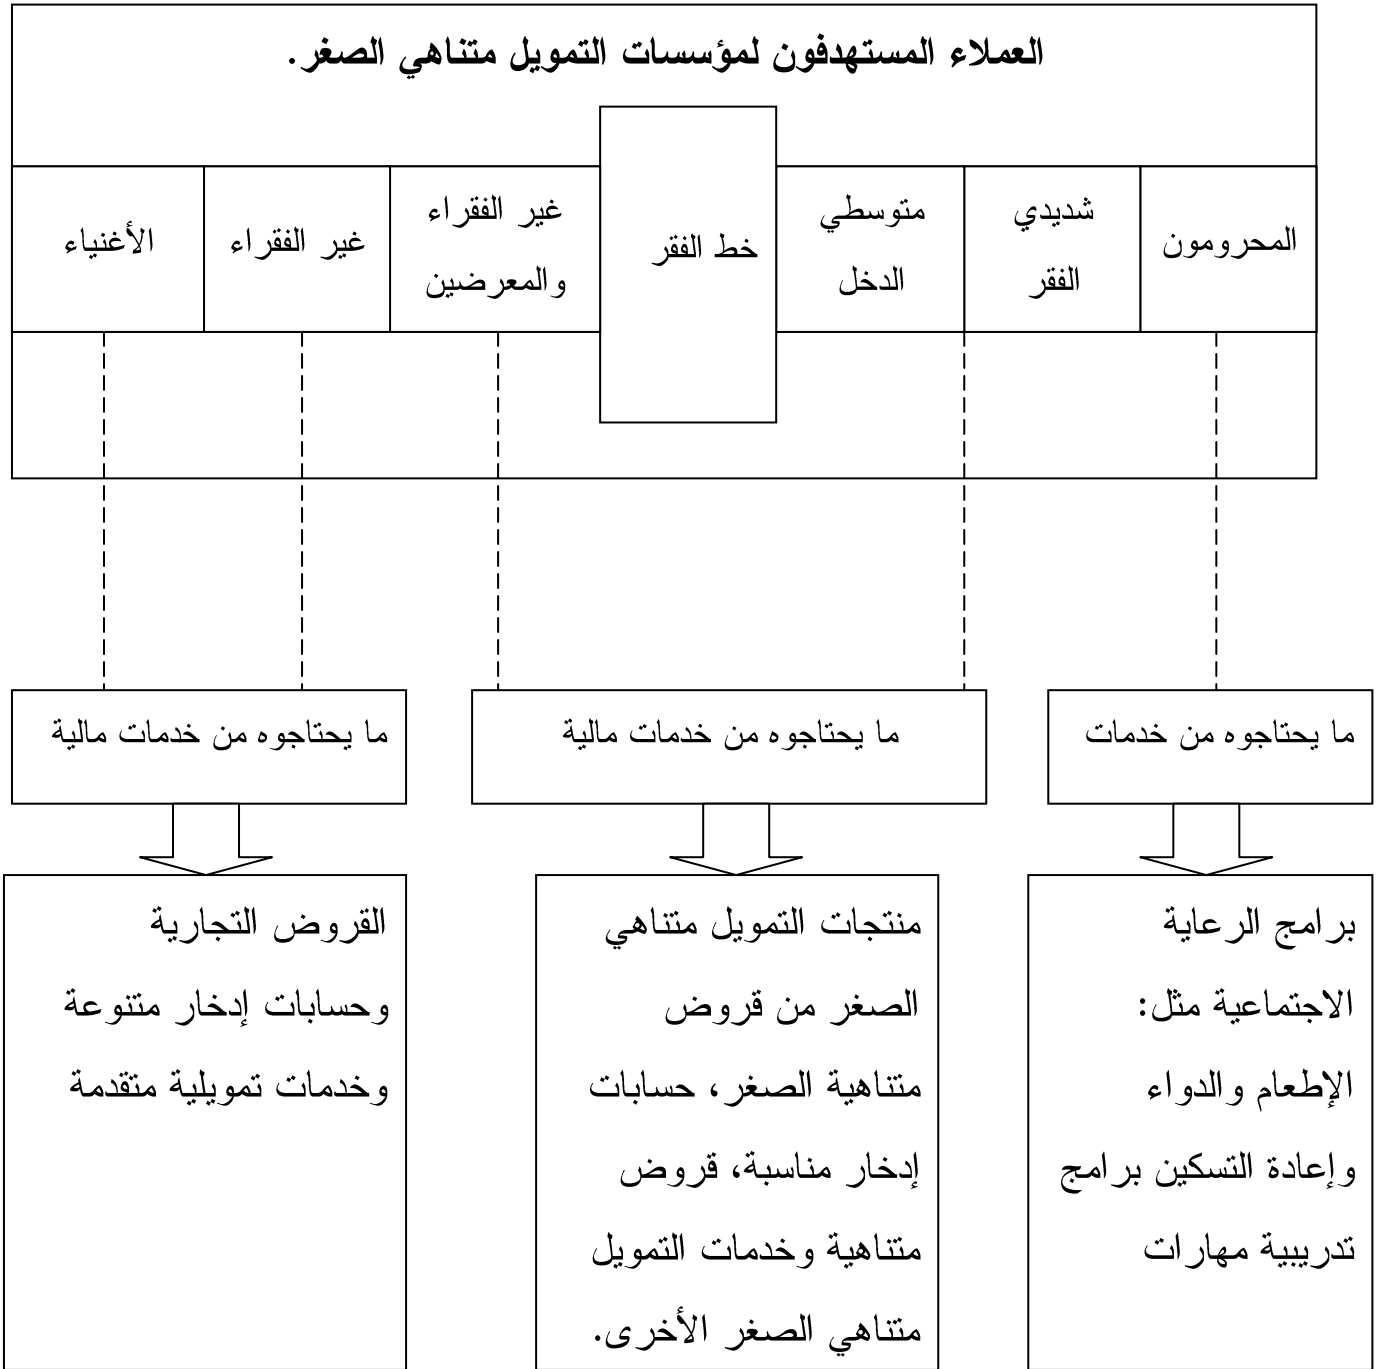 العملاء المستهدفون لمؤسسات التمويل متناهي الصغر.
المحرومون
شديدي
الفقر
متوسطي
الدخل
خط الفقر
غير الفقراء
والمعرضين
غير الفقراء
الأغنياء
ما يحتاجوه من خدمات
ما يحتاجوه من خدمات مالية
ما يحتاجوه من خدمات مالية
برامج الرعاية
الاجتماعية مثل:
الإطعام والدواء
وإعادة التسكين برامج
تدريبية مهارات
منتجات التمويل متناهي
الصغر من قروض
متناهية الصغر، حسابات
إدخار مناسبة، قروض
متناهية وخدمات التمويل
متناهي الصغر الأخرى.
القروض التجارية
وحسابات إدخار متنوعة
وخدمات تمويلية متقدمة